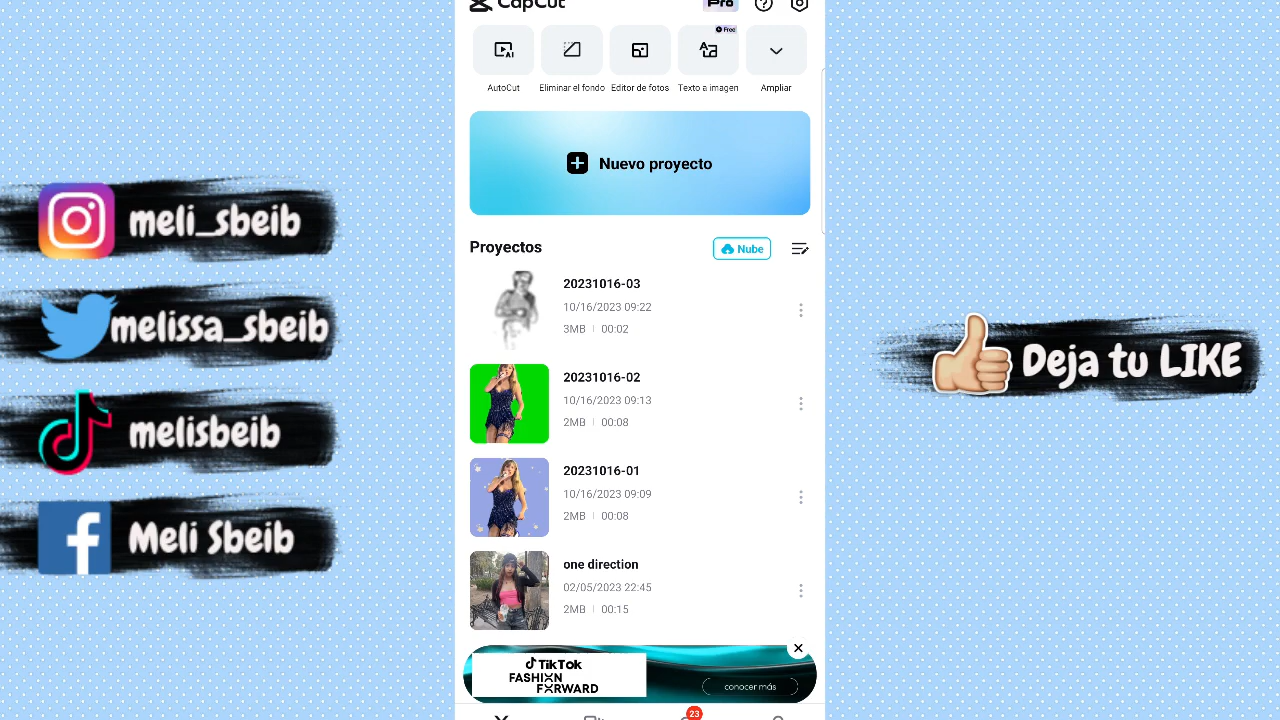 CapCut
Pro
Free
AutoCut
Eliminar el fondo
Editor de fotos
Texto a imagen
Ampliar
Nuevo proyecto
Proyectos
Nube
20231016-03
10/16/2023 09:22
3MB | 00:02
20231016-02
10/16/2023 09:13
2MB | 00:08
20231016-01
10/16/2023 09:09
2MB | 00:08
one direction
02/05/2023 22:45
2MB | 00:15
TikTok
FASHION
FORWARD
conocer más
23
meli_sbeib
melissa_sbeib
melisbeib
Meli Sbeib
Deja tu LIKE